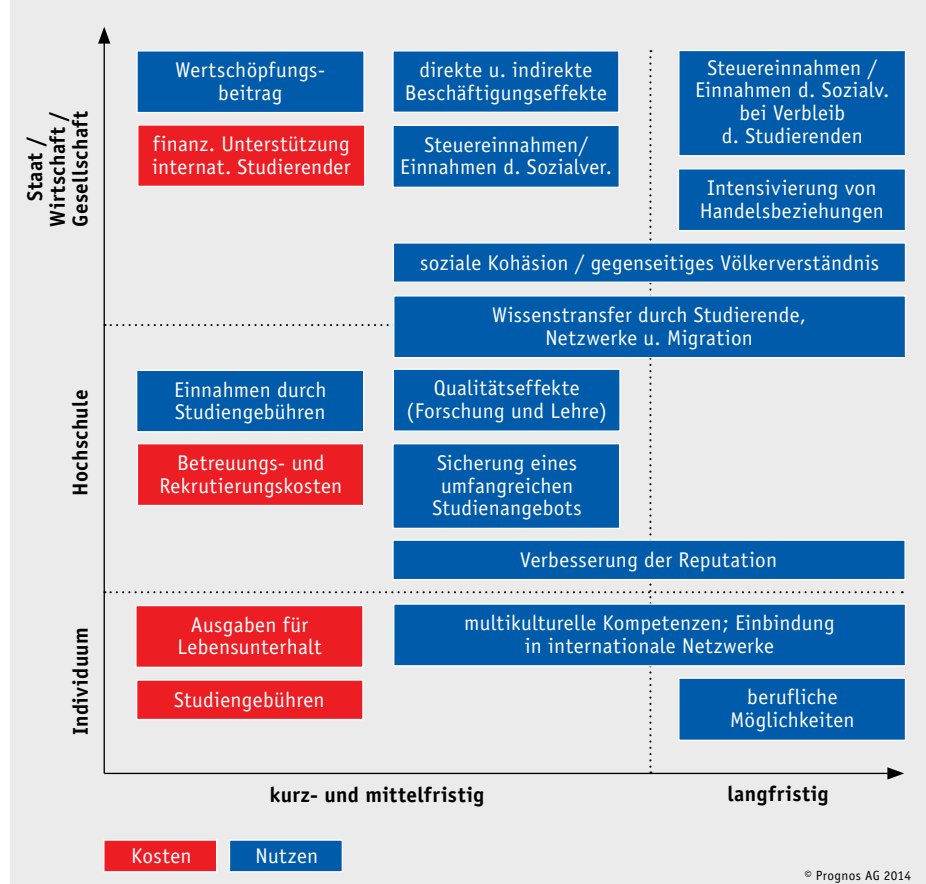 Staat /
Wirtschaft /
Gesellschaft
Wertschöpfungs-
beitrag
direkte u. indirekte
Beschäftigungseffekte
Steuereinnahmen /
Einnahmen d. Sozialv.
bei Verbleib
d. Studierenden
finanz. Unterstützung
internat. Studierender
Steuereinnahmen/
Einnahmen d. Sozialver.
Intensivierung von
Handelsbeziehungen
soziale Kohäsion / gegenseitiges Völkerverständnis
Wissenstransfer durch Studierende,
Netzwerke u. Migration
Hochschule
Einnahmen durch
Studiengebühren
Qualitätseffekte
(Forschung und Lehre)
Betreuungs- und
Rekrutierungskosten
Sicherung eines
umfangreichen
Studienangebots
Verbesserung der Reputation
Individuum
Ausgaben für
Lebensunterhalt
multikulturelle Kompetenzen; Einbindung
in internationale Netzwerke
Studiengebühren
berufliche
Möglichkeiten
kurz- und mittelfristig
langfristig
Kosten
Nutzen
© Prognos AG 2014